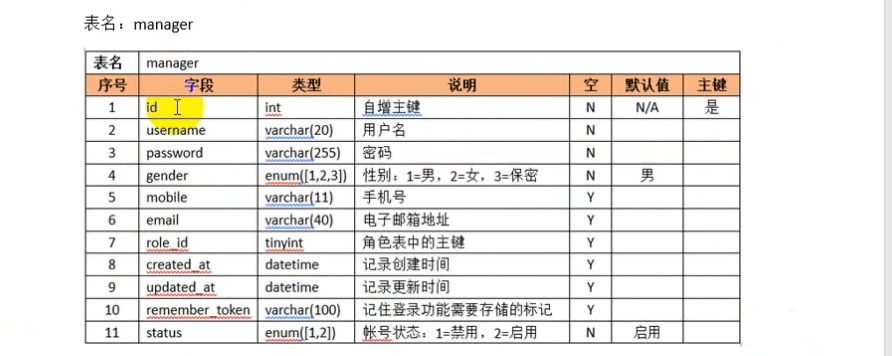 表名：manager
表名 manager
序号 字段 类型 说明 空 默认值 主键
1 id int 自增主键 N N/A 是
2 username varchar(20) 用户名 N
3 password varchar(255) 密码 N
4 gender enum([1,2,3]) 性别：1=男，2=女，3=保密 N 男
5 mobile varchar(11) 手机号 Y
6 email varchar(40) 电子邮箱地址 Y
7 role_id tinyint 角色表中的主键 Y
8 created_at datetime 记录创建时间 Y
9 updated_at datetime 记录更新时间 Y
10 remember_token varchar(100) 记住登录功能需要存储的标记 Y
11 status enum([1,2]) 帐号状态：1=禁用，2=启用 N 启用